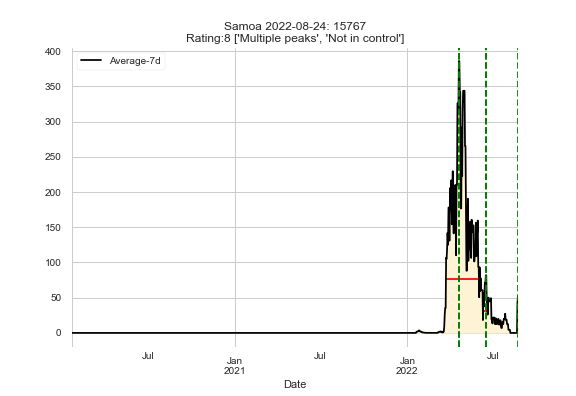 Samoa 2022-08-24: 15767
Rating:8 ['Multiple peaks', 'Not in control']
400
350
300
250
200
150
100
50
0
Average-7d
Jul
Jan
2021
Jul
Jan
2022
Jul
Date